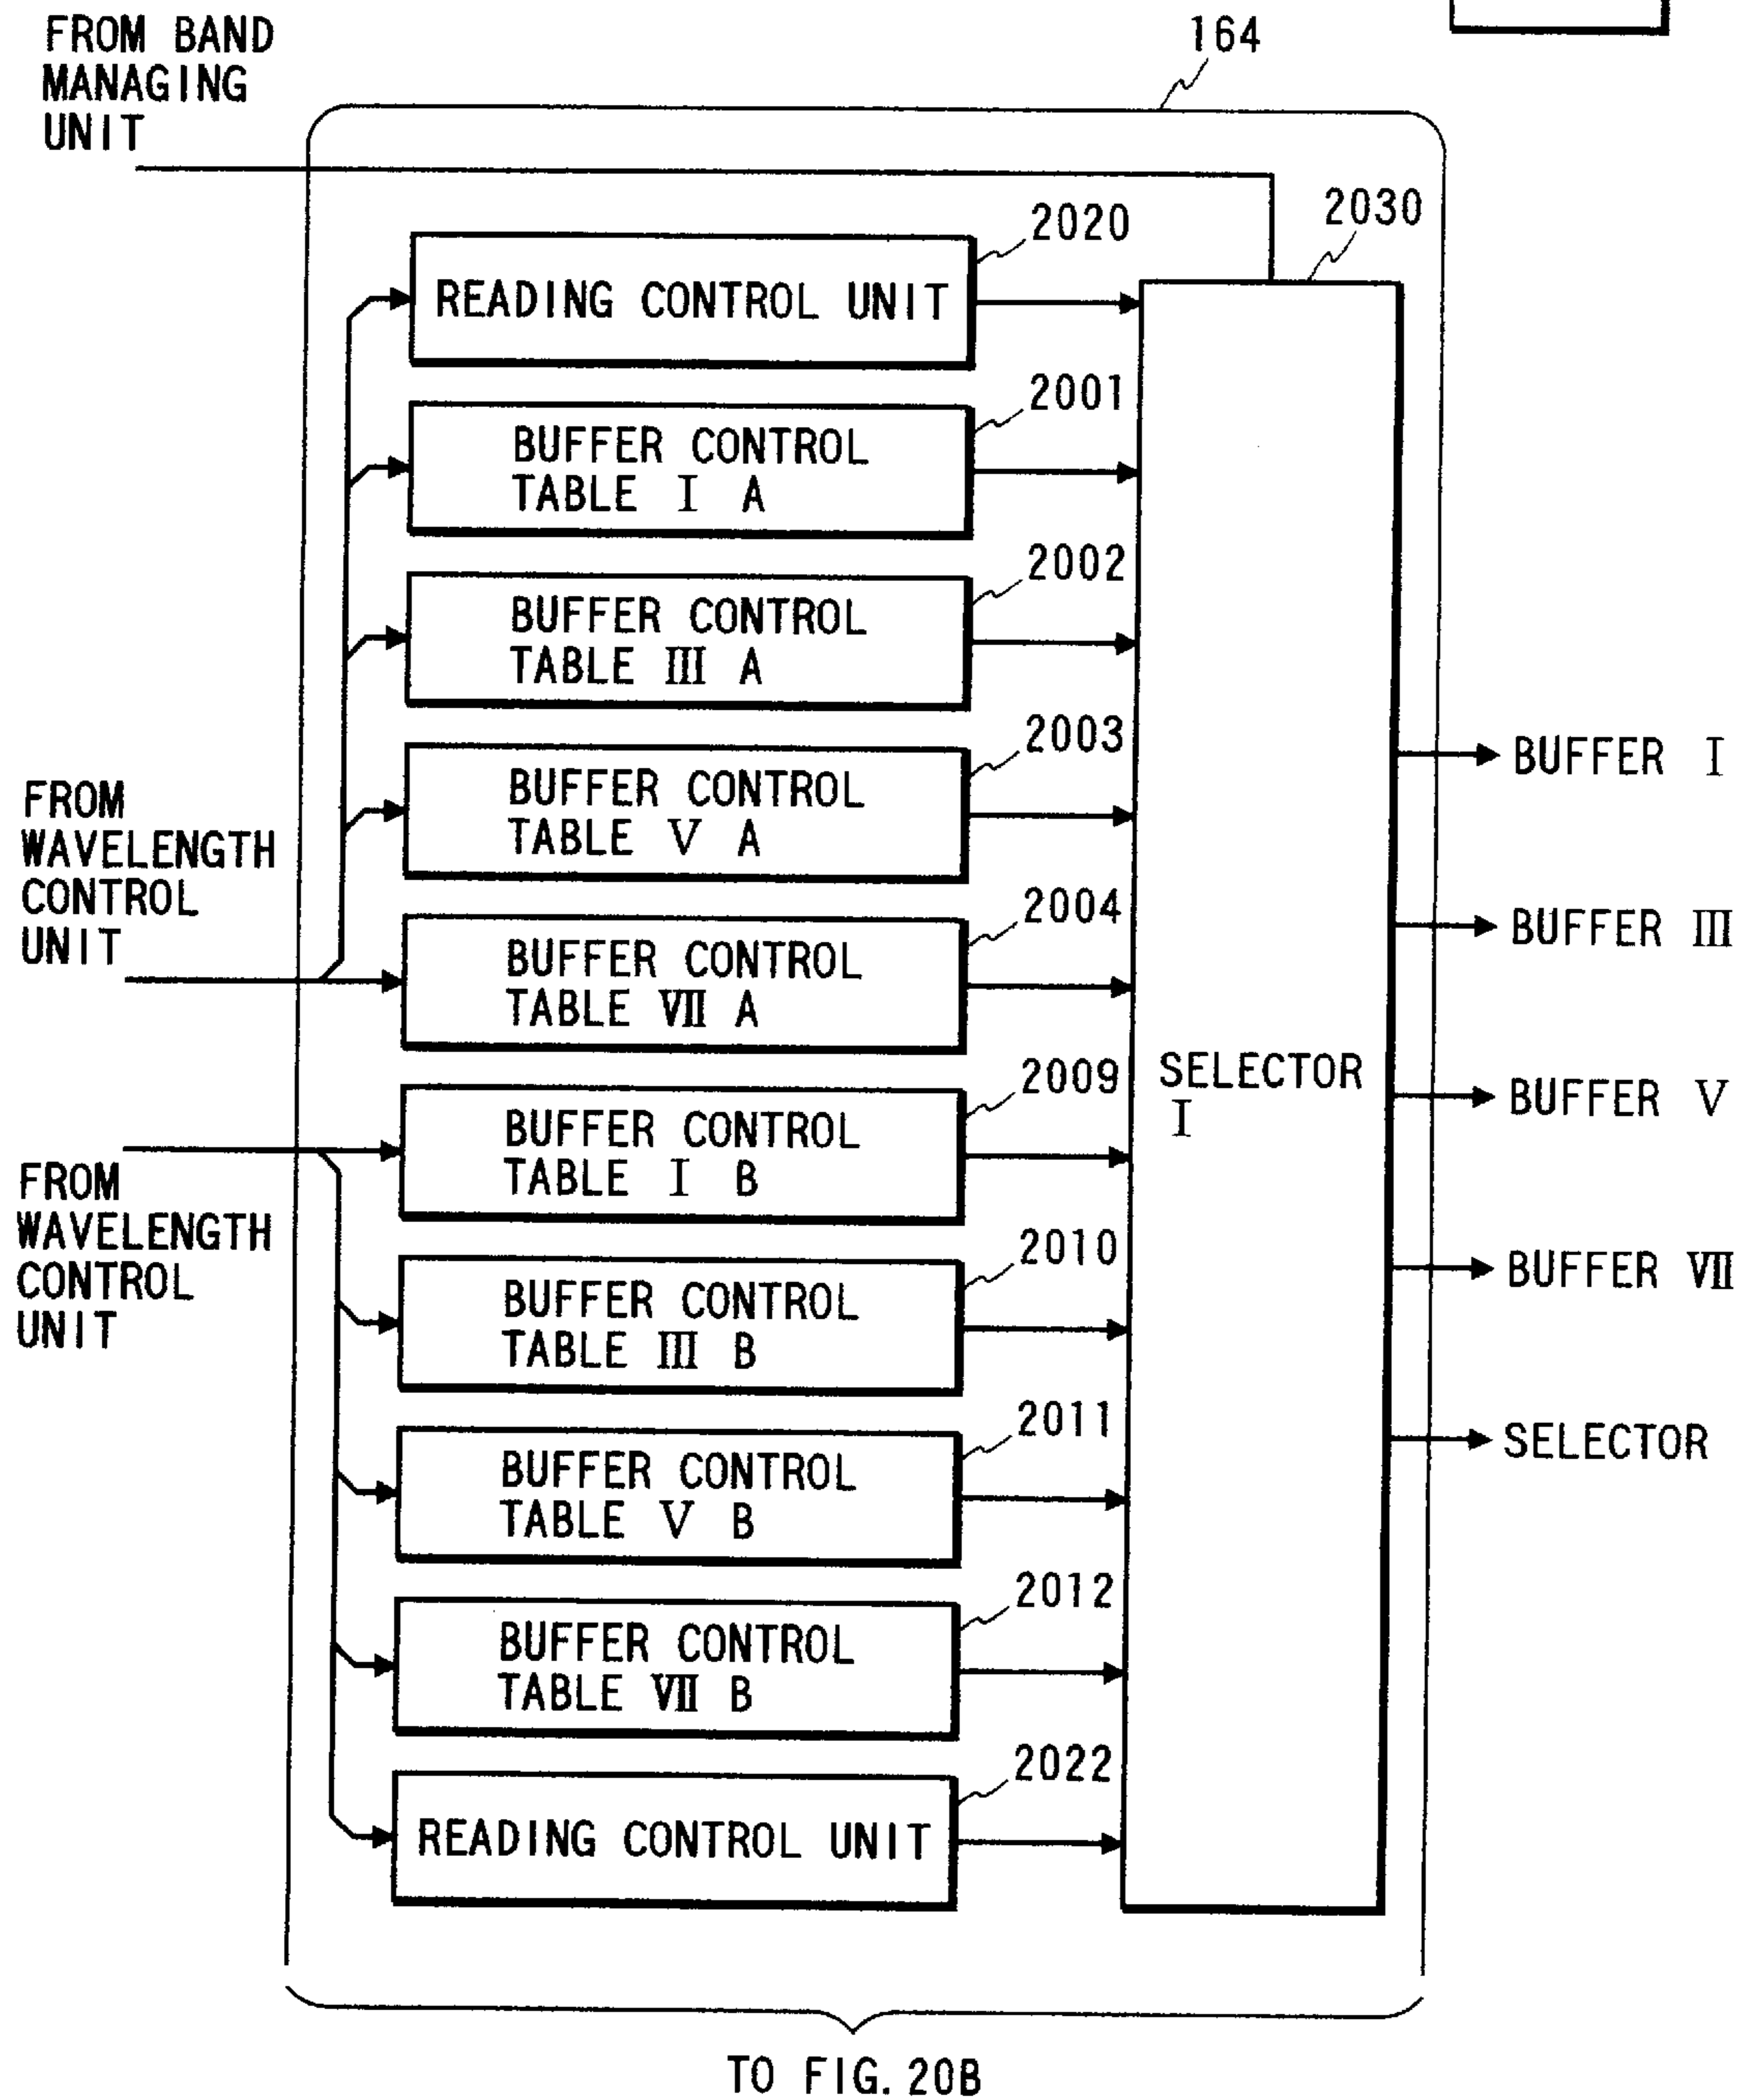 FROM BAND
MANAGING
UNIT
164
2030
2020
READING CONTROL UNIT
2001
BUFFER CONTROL
TABLE I A
2002
BUFFER CONTROL
TABLE III A
2003
BUFFER CONTROL
TABLE V A
FROM
WAVELENGTH
CONTROL
UNIT
2004
BUFFER CONTROL
TABLE VII A
2009
BUFFER CONTROL
TABLE I B
FROM
WAVELENGTH
CONTROL
UNIT
2010
BUFFER CONTROL
TABLE III B
2011
BUFFER CONTROL
TABLE V B
2012
BUFFER CONTROL
TABLE VII B
2022
READING CONTROL UNIT
SELECTOR
I
BUFFER I
BUFFER III
BUFFER V
BUFFER VII
SELECTOR
TO FIG. 20B